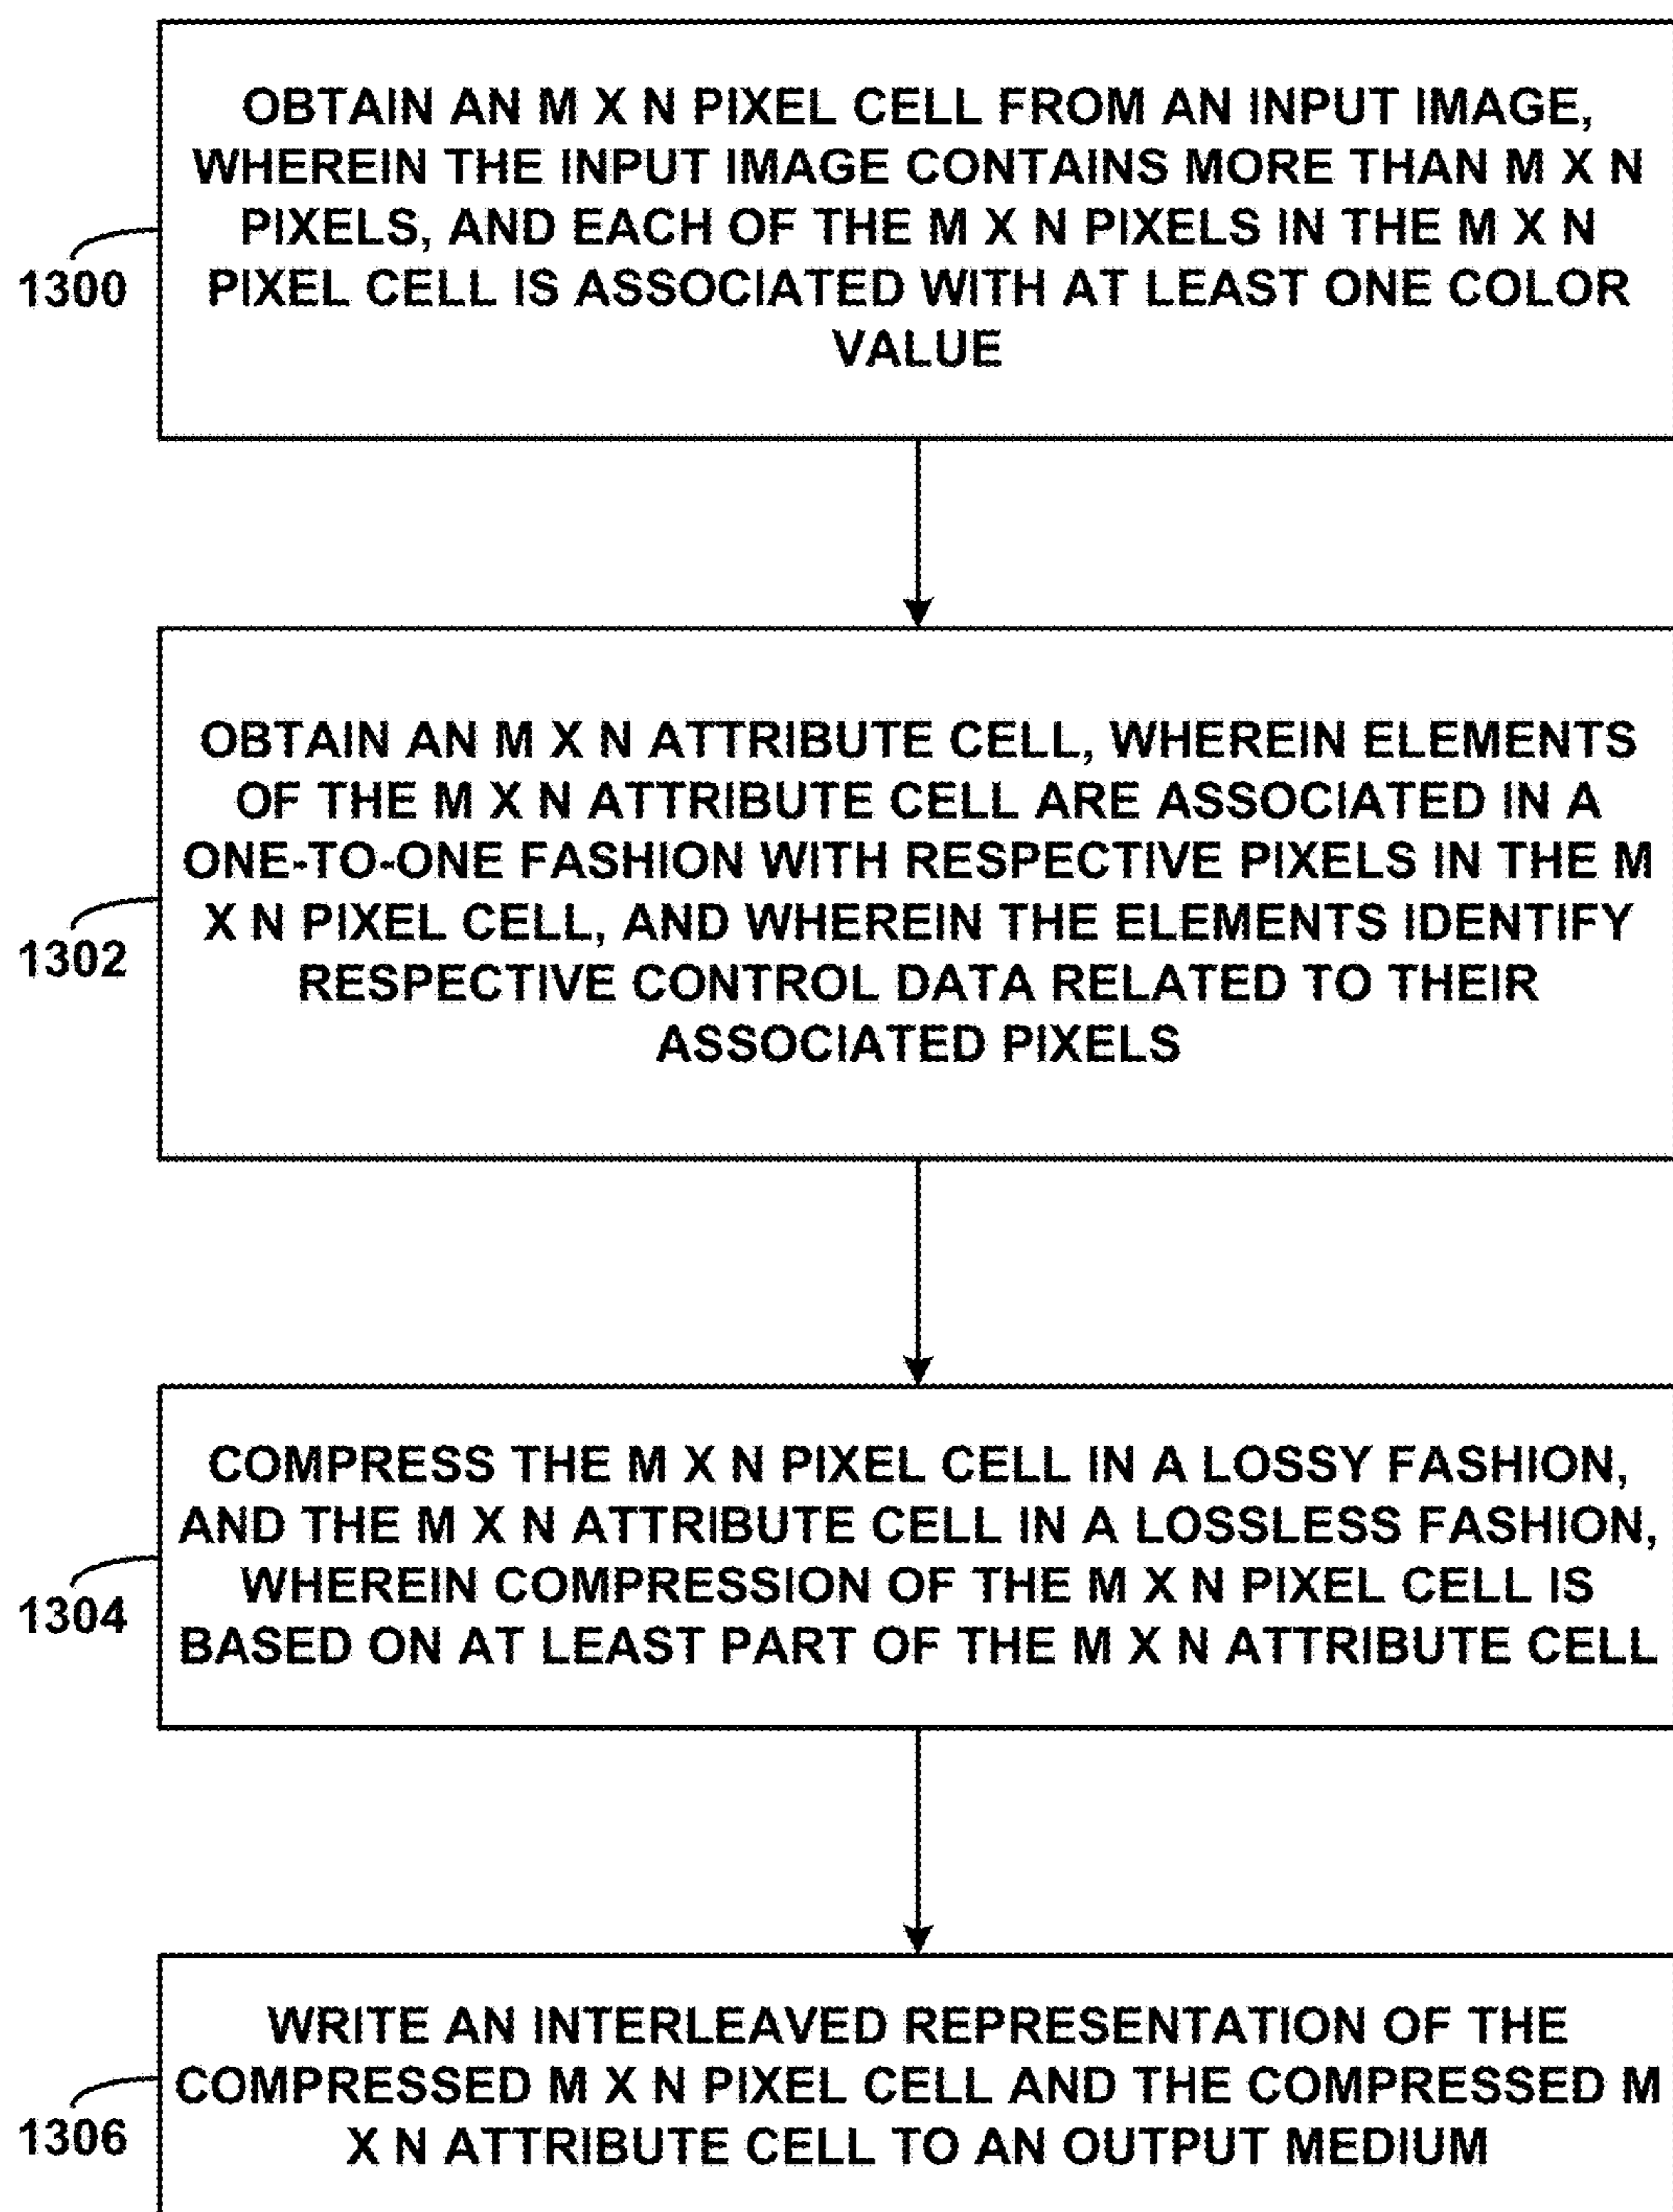 OBTAIN AN M X N PIXEL CELL FROM AN INPUT IMAGE,
WHEREIN THE INPUT IMAGE CONTAINS MORE THAN M X N
PIXELS, AND EACH OF THE M X N PIXELS IN THE M X N
PIXEL CELL IS ASSOCIATED WITH AT LEAST ONE COLOR
VALUE
1300
OBTAIN AN M X N ATTRIBUTE CELL, WHEREIN ELEMENTS
OF THE M X N ATTRIBUTE CELL ARE ASSOCIATED IN A
ONE-TO-ONE FASHION WITH RESPECTIVE PIXELS IN THE M
X N PIXEL CELL, AND WHEREIN THE ELEMENTS IDENTIFY
RESPECTIVE CONTROL DATA RELATED TO THEIR
ASSOCIATED PIXELS
1302
COMPRESS THE M X N PIXEL CELL IN A LOSSY FASHION,
AND THE M X N ATTRIBUTE CELL IN A LOSSLESS FASHION,
WHEREIN COMPRESSION OF THE M X N PIXEL CELL IS
BASED ON AT LEAST PART OF THE M X N ATTRIBUTE CELL
1304
WRITE AN INTERLEAVED REPRESENTATION OF THE
COMPRESSED M X N PIXEL CELL AND THE COMPRESSED M
X N ATTRIBUTE CELL TO AN OUTPUT MEDIUM
1306